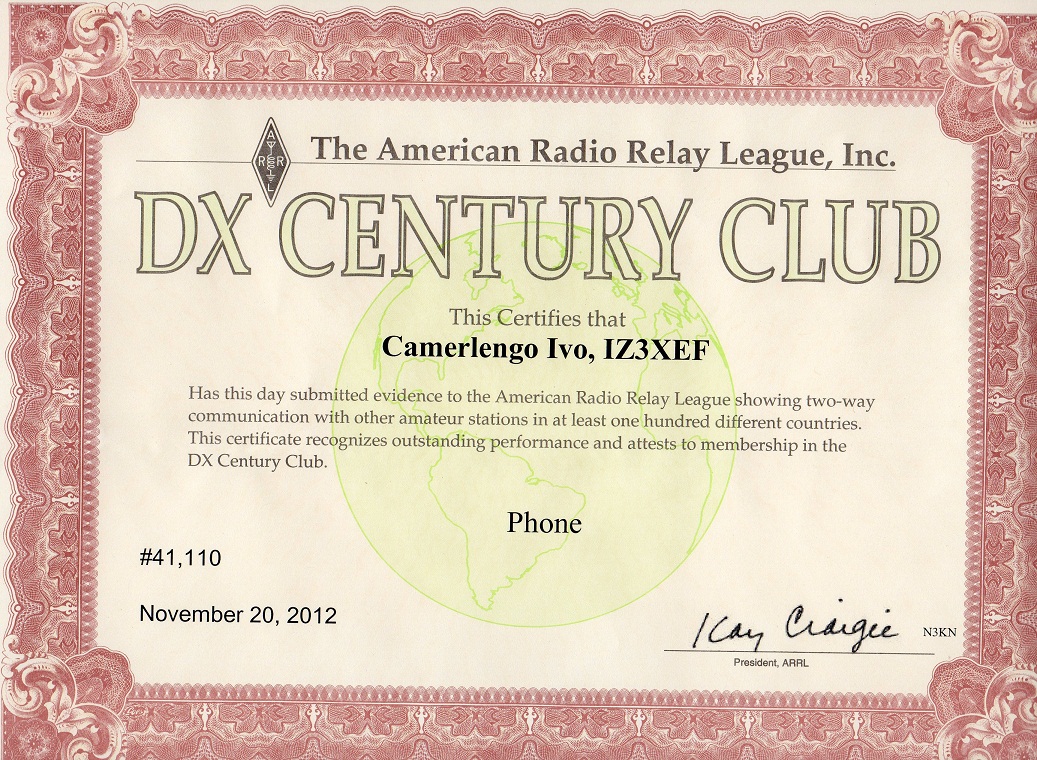 The American Radio Relay League, Inc.
A
R R
L
DX CENTURY CLUB
This Certifies that
Camerlengo Ivo, IZ3XEF
Has this day submitted evidence to the American Radio Relay League showing two-way
communication with other amateur stations in at least one hundred different countries.
This certificate recognizes outstanding performance and attests to membership in the
DX Century Club.
Phone
#41,110
November 20, 2012
Kay Craigie N3KN
President, ARRL